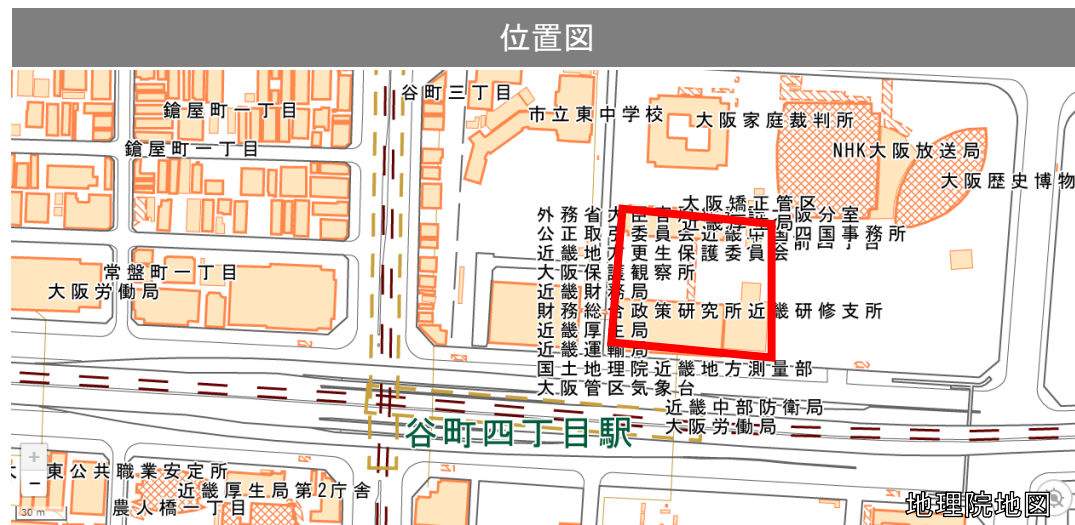 位置図
谷町三丁目
鎗屋町一丁目
市立東中学校
大阪家庭裁判所
鎗屋町一丁目
NHK大阪放送局
大阪歴史博物
大阪矯正管区
公正取引委員会近畿中国四国事務所
近畿地方更生保護委員会
常盤町一丁目
大阪保護観察所
大阪労働局
近畿財務局
財務総合政策研究所近畿研修支所
近畿厚生局
近畿運輸局
国土地理院近畿地方測量部
大阪管区気象台
近畿中部防衛局
大阪労働局
谷町四丁目駅
東公共職業安定所
近畿厚生局第2庁舎
農人橋一丁目
30 m
地理院地図